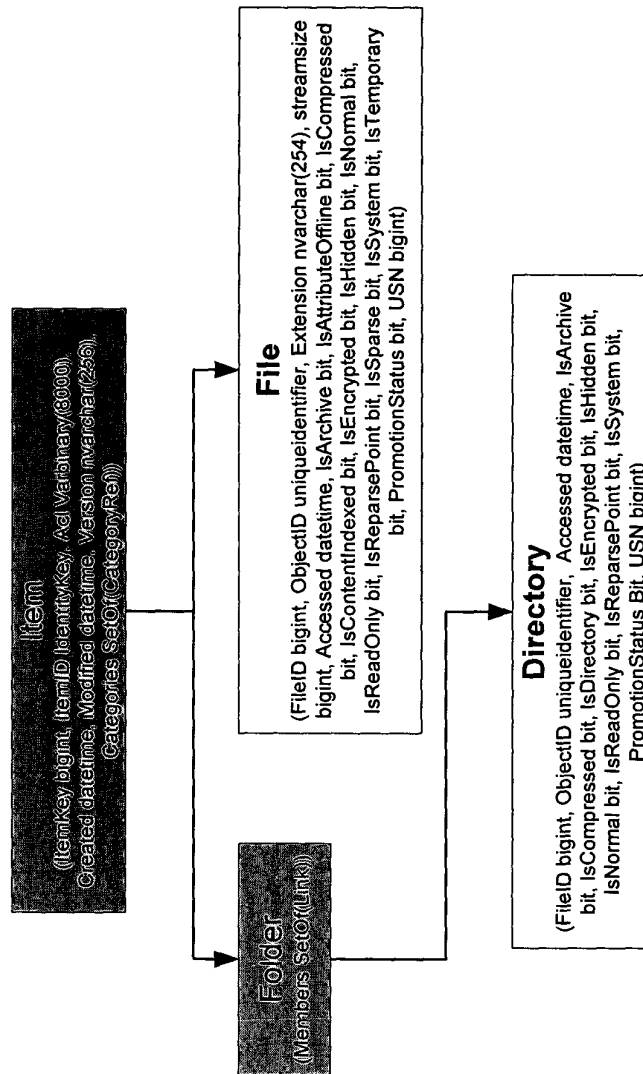 Item
(ItemKey bigint, ItemID IdentityKey, Acl Varbinary(8000)
Created datetime, Modified datetime, Version nvarchar(256),
Categories SetOf(CategoryRef))
Folder
(Members SetOf(Link))
File
(FileID bigint, ObjectID uniqueidentifier, Extension nvarchar(254), streamsize
bigint, Accessed datetime, IsArchive bit, IsAttributeOffline bit, IsCompressed
bit, IsContentIndexed bit, IsEncrypted bit, IsHidden bit, IsNormal bit,
IsReadOnly bit, IsReparsePoint bit, IsSparse bit, IsSystem bit, IsTemporary
bit, PromotionStatus bit, USN bigint)
Directory
(FileID bigint, ObjectID uniqueidentifier, Accessed datetime, IsArchive
bit, IsCompressed bit, IsDirectory bit, IsEncrypted bit, IsHidden bit,
IsNormal bit, IsReadOnly bit, IsReparsePoint bit, IsSystem bit,
PromotionStatus Bit, USN bigint)